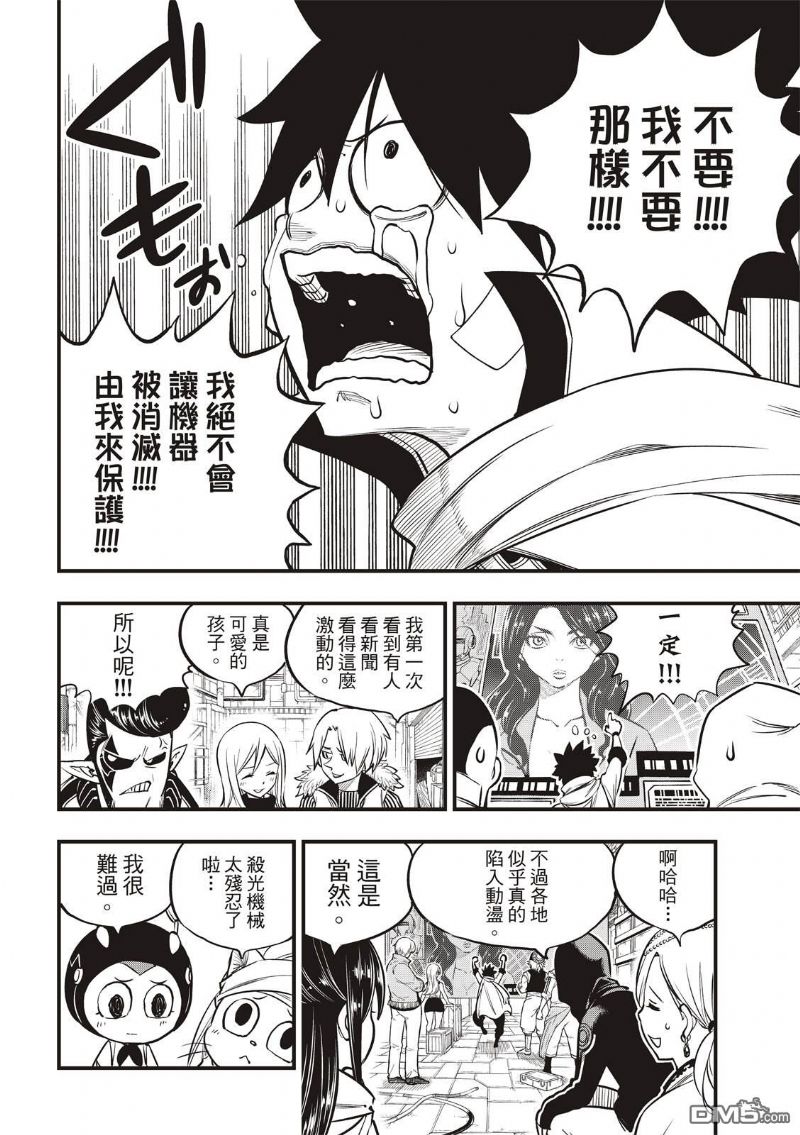 不要!!!!
我不要
那樣!!!!
ぐもぉ
我絕不會
讓機器
被消滅!!!!
由我來保護!!!!
一定!!!
我第一次
看到有人
看新聞
看得這麼
激動的。
真是
可愛的
孩子。
所以呢!!!
啊哈哈…
不過各地
似乎真的
陷入動盪。
這是
當然。
殺光機械
太殘忍了
啦…
我很
難過。
DM5